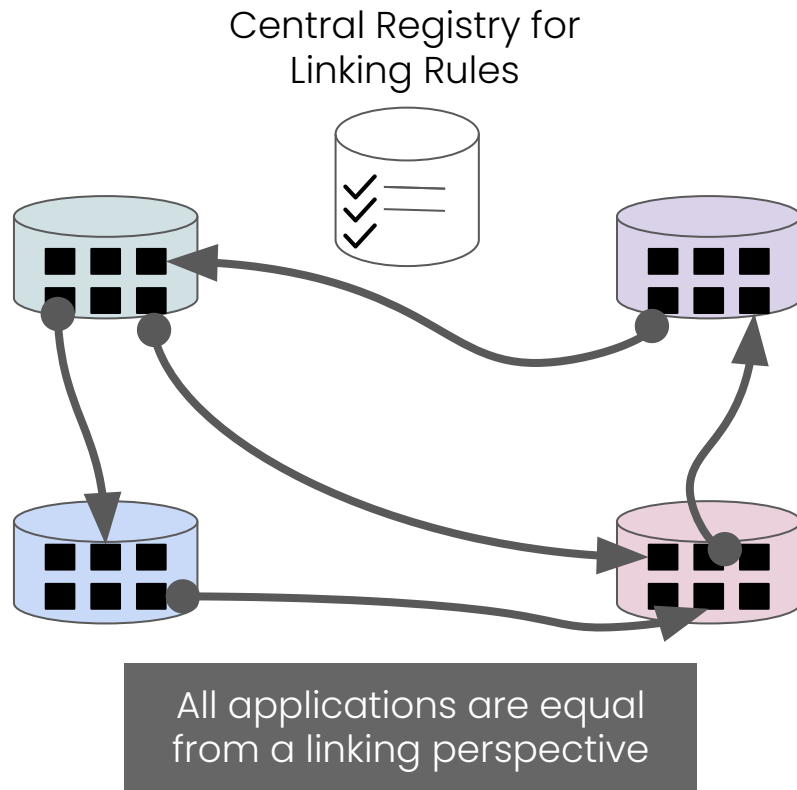 Central Registry for
Linking Rules
All applications are equal
from a linking perspective